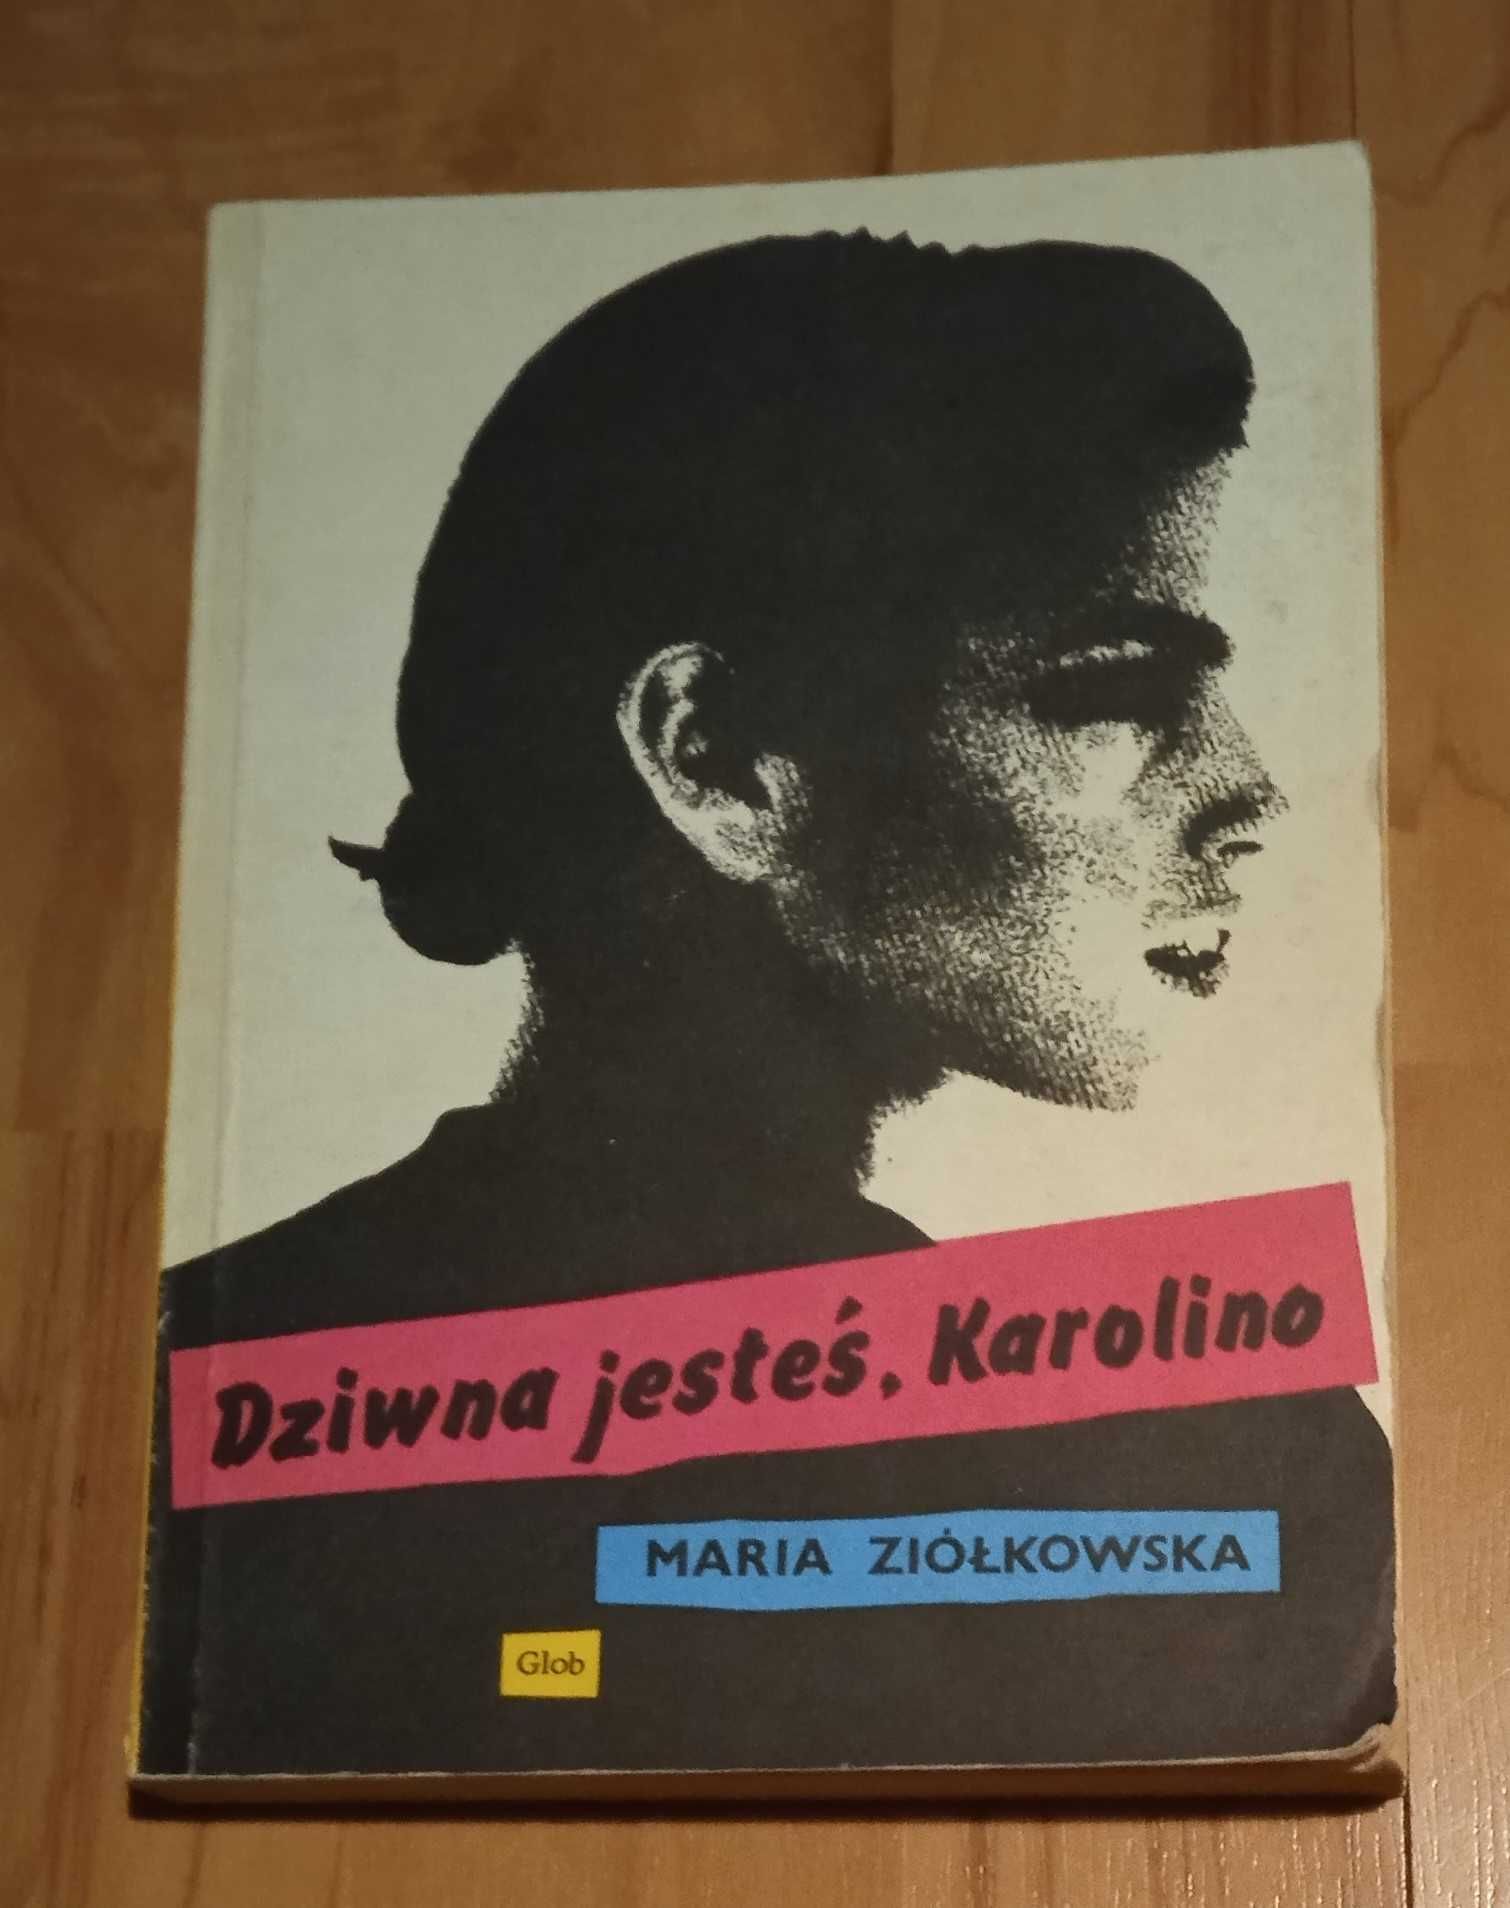 Dziwna jesteś, Karolino
MARIA ZIÓŁKOWSKA
Glob